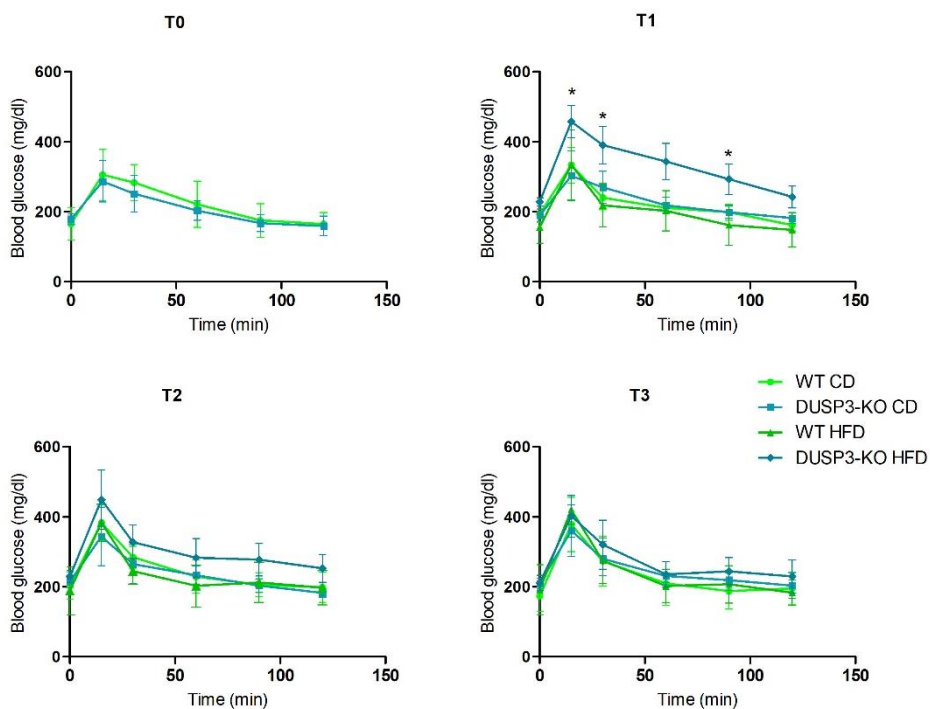 T0
600
400
200
0
Blood glucose (mg/dl)
0 50 100 150
Time (min)
T1
600
400
200
0
Blood glucose (mg/dl)
* * *
0 50 100 150
Time (min)
T2
600
400
200
0
Blood glucose (mg/dl)
0 50 100 150
Time (min)
T3
600
400
200
0
Blood glucose (mg/dl)
0 50 100 150
Time (min)
WT CD
DUSP3-KO CD
WT HFD
DUSP3-KO HFD